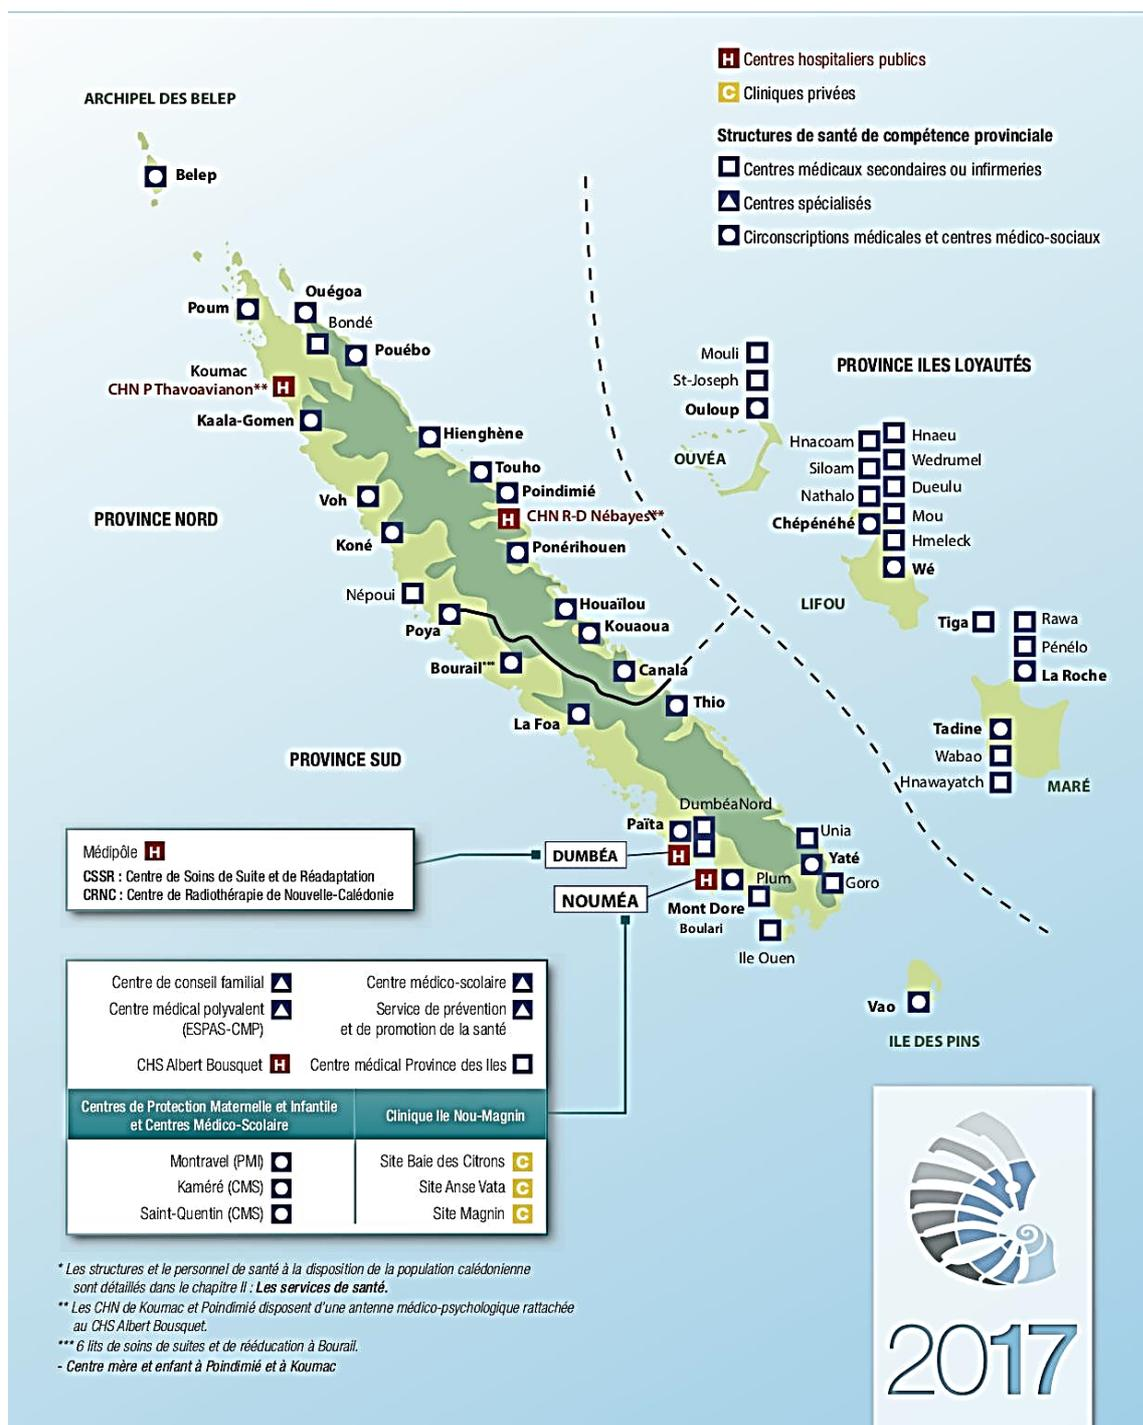 Centres hospitaliers publics
Cliniques privées
Structures de santé de compétence provinciale
Centres médicaux secondaires ou infirmeries
Centres spécialisés
Circonscriptions médicales et centres médico-sociaux
ARCHIPEL DES BELEP
Belep
Poum
Ouégoa
Bondé
Pouébo
Koumac
CHN P Thavoavianon**
H
Kaala-Gomen
Hienghène
Touho
Poindimié
H CHN R-D Nébayes**
Voh
Koné
Ponérihouen
PROVINCE NORD
Népoui
Poya
Houaïlou
Kouaoua
Bourail***
Canala
La Foa
Thio
PROVINCE SUD
PROVINCE ILES LOYAUTÉS
Mouli
St-Joseph
Ouloup
OUVÉA
Hnacoam
Hnaeu
Siloam
Wedrumel
Nathalo
Dueulu
Chépénéhé
Mou
Hmeleck
Wé
LIFOU
Tiga
Rawa
Pénélo
La Roche
Tadine
Wabao
Hnawayatch
MARÉ
DumbéaNord
Païta
Unia
Yaté
Goro
DUMBÉA
H
NOUMÉA
H
Plum
Mont Dore
Boulari
Ile Ouen
Vao
ILE DES PINS
Médipôle H
CSSR : Centre de Soins de Suite et de Réadaptation
CRNC : Centre de Radiothérapie de Nouvelle-Calédonie
Centre de conseil familial
Centre médico-scolaire
Centre médical polyvalent
(ESPAS-CMP)
Service de prévention
et de promotion de la santé
CHS Albert Bousquet H
Centre médical Province des Iles
Centres de Protection Maternelle et Infantile
et Centres Médico-Scolaire
Clinique Ile Nou-Magnin
Montravel (PMI)
Site Baie des Citrons C
Kaméré (CMS)
Site Anse Vata C
Saint-Quentin (CMS)
Site Magnin C
* Les structures et le personnel de santé à la disposition de la population calédonienne
sont détaillés dans le chapitre II : Les services de santé.
** Les CHN de Koumac et Poindimié disposent d'une antenne médico-psychologique rattachée
au CHS Albert Bousquet.
*** 6 lits de soins de suites et de rééducation à Bourail.
- Centre mère et enfant à Poindimié et à Koumac
2017